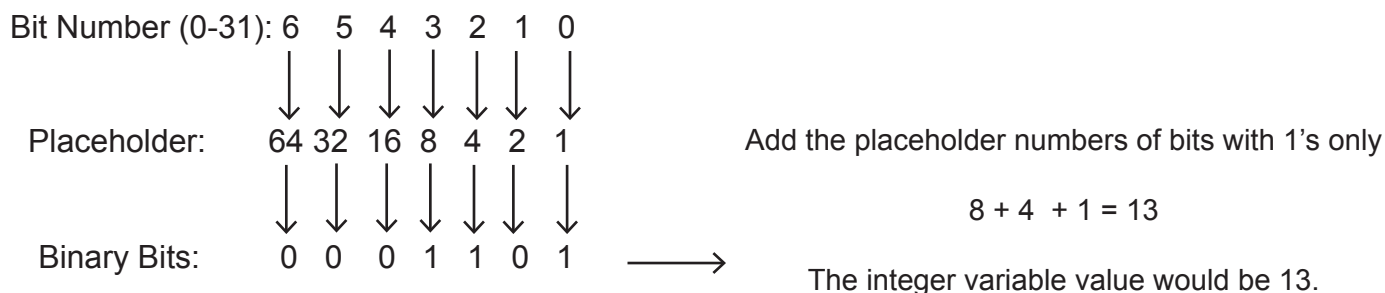 Bit Number (0-31): 6 5 4 3 2 1 0
Placeholder: 64 32 16 8 4 2 1
Binary Bits: 0 0 0 1 1 0 1
Add the placeholder numbers of bits with 1's only
8 + 4 + 1 = 13
The integer variable value would be 13.